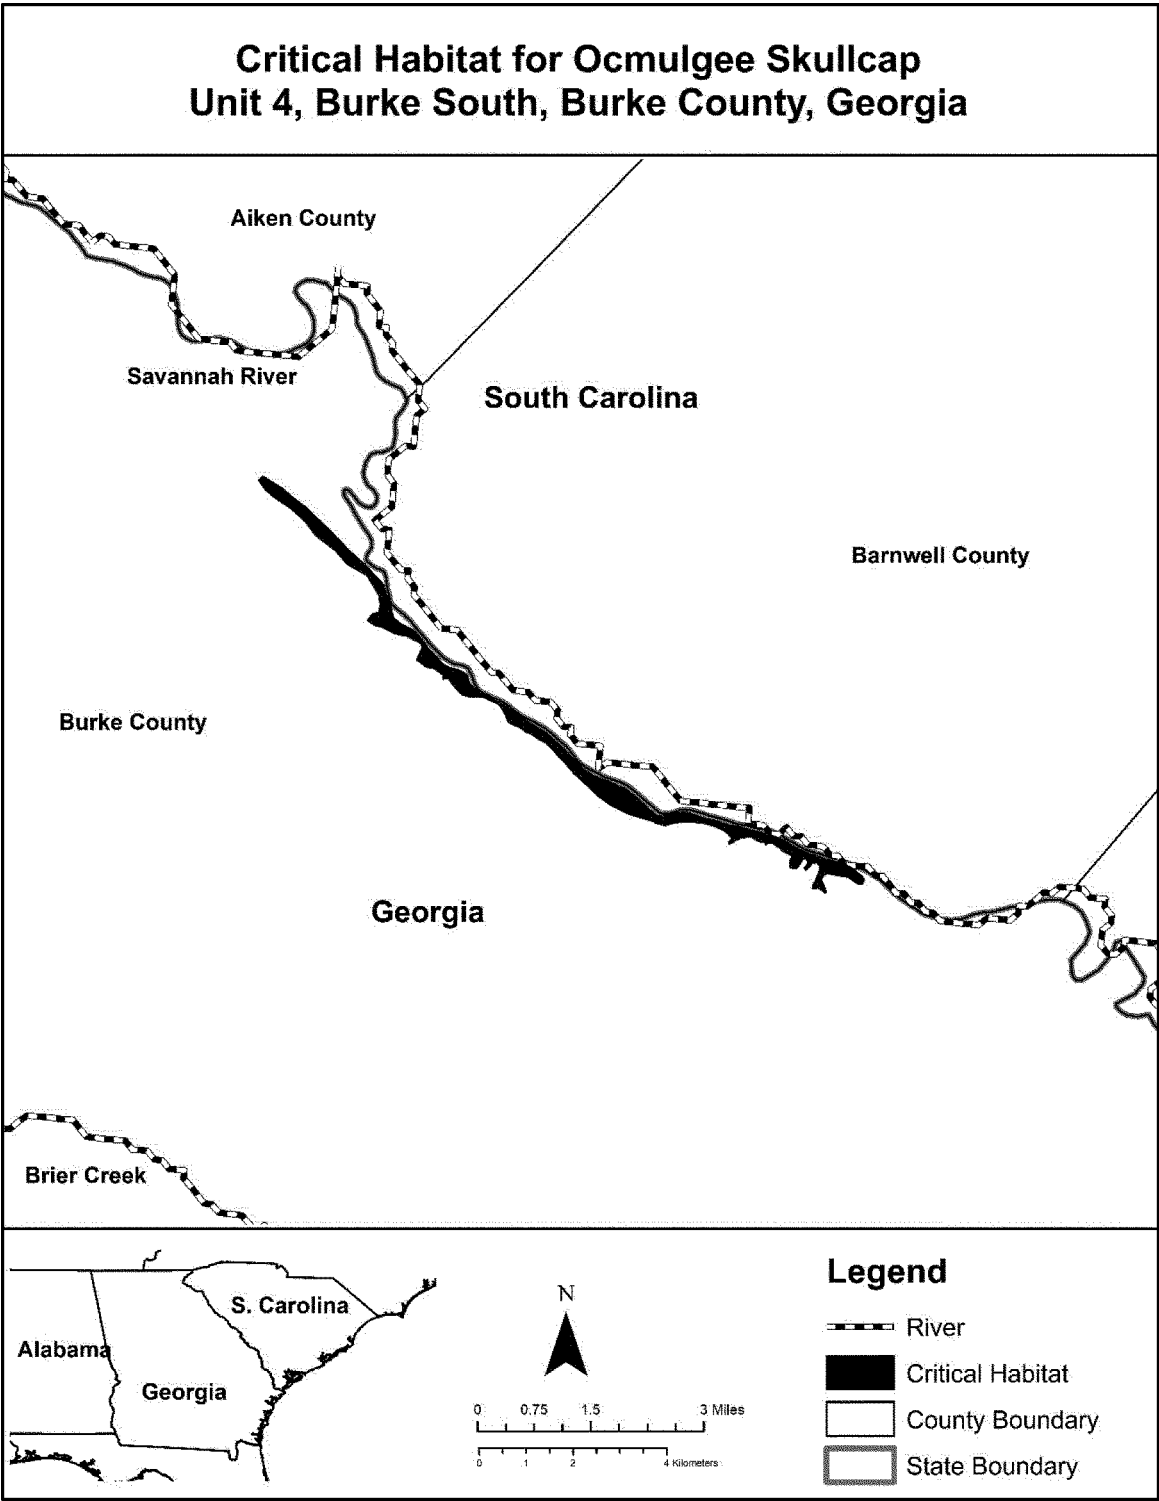 Critical Habitat for Ocmulgee Skullcap
Unit 4, Burke South, Burke County, Georgia
Aiken County
Savannah River
South Carolina
Barnwell County
Burke County
Georgia
Brier Creek
S. Carolina
Alabama
Georgia
N
0 0.75 1.5 3 Miles
0 1 2 4 Kilometers
Legend
River
Critical Habitat
County Boundary
State Boundary